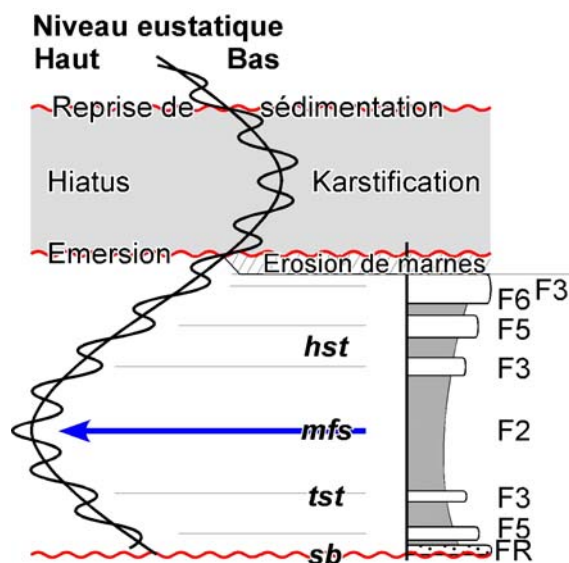 Niveau eustatique
Haut Bas
Reprise de sédimentation
Hiatus Karstification
Emersion Erosion de marnes
F6 F3
F5
hst
F3
mfs F2
tst F3
F5
sb FR